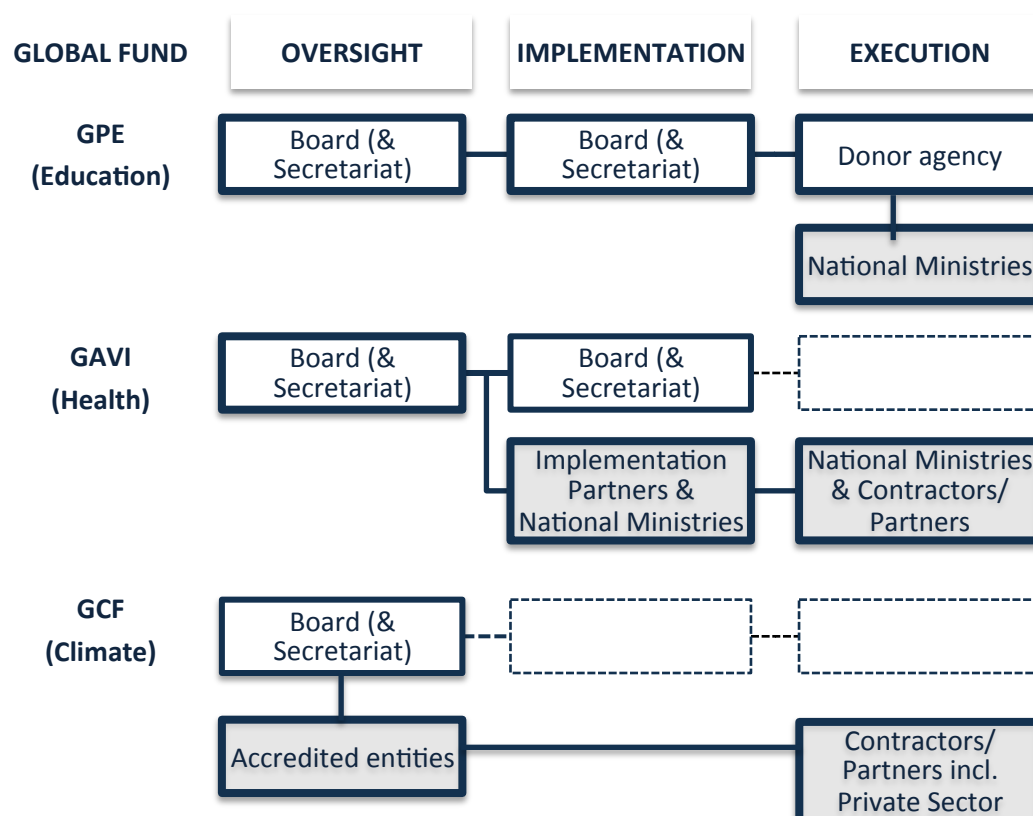 GLOBAL FUND
OVERSIGHT
IMPLEMENTATION
EXECUTION
GPE
(Education)
Board (&
Secretariat)
Board (&
Secretariat)
Donor agency
National Ministries
GAVI
(Health)
Board (&
Secretariat)
Board (&
Secretariat)
Implementation
Partners &
National Ministries
National Ministries
& Contractors/
Partners
GCF
(Climate)
Board (&
Secretariat)
Accredited entities
Contractors/
Partners incl.
Private Sector